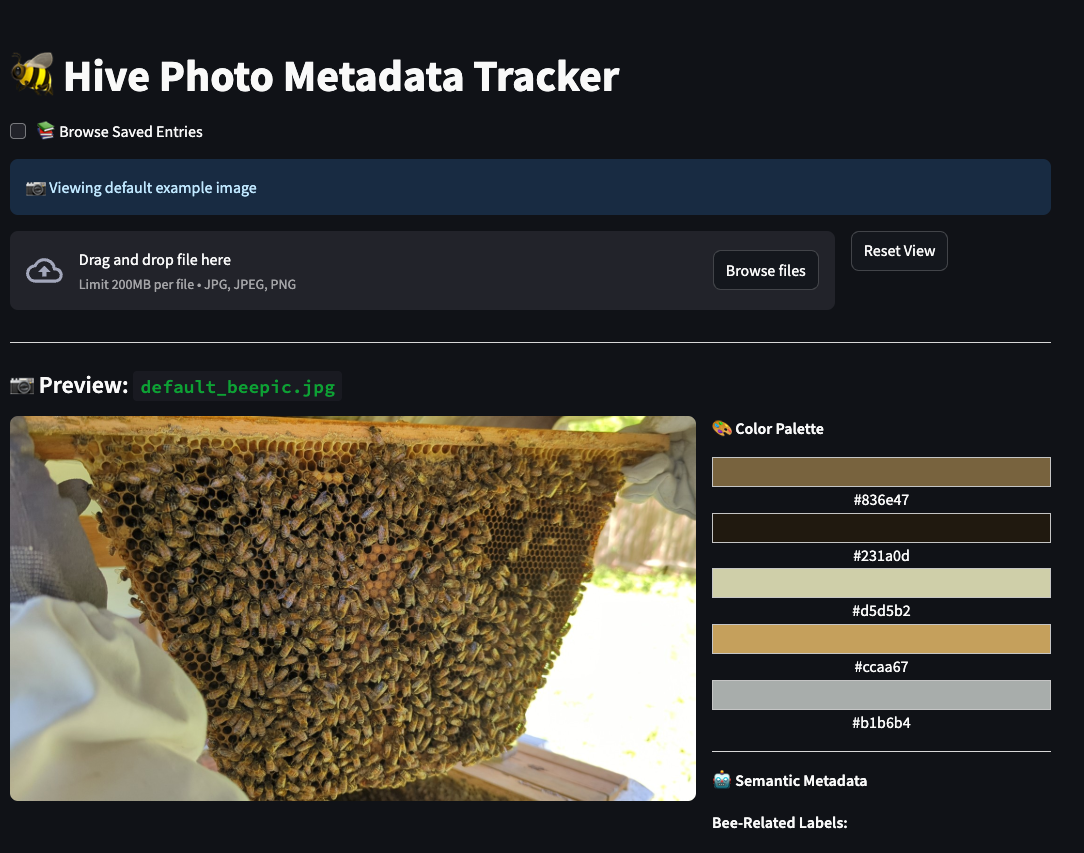 Hive Photo Metadata Tracker
Browse Saved Entries
Viewing default example image
Drag and drop file here
Limit 200MB per file • JPG, JPEG, PNG
Browse files
Reset View
Preview: default_beepic.jpg
Color Palette
#836e47
#231a0d
#d5d5b2
#ccaa67
#b1b6b4
Semantic Metadata
Bee-Related Labels: